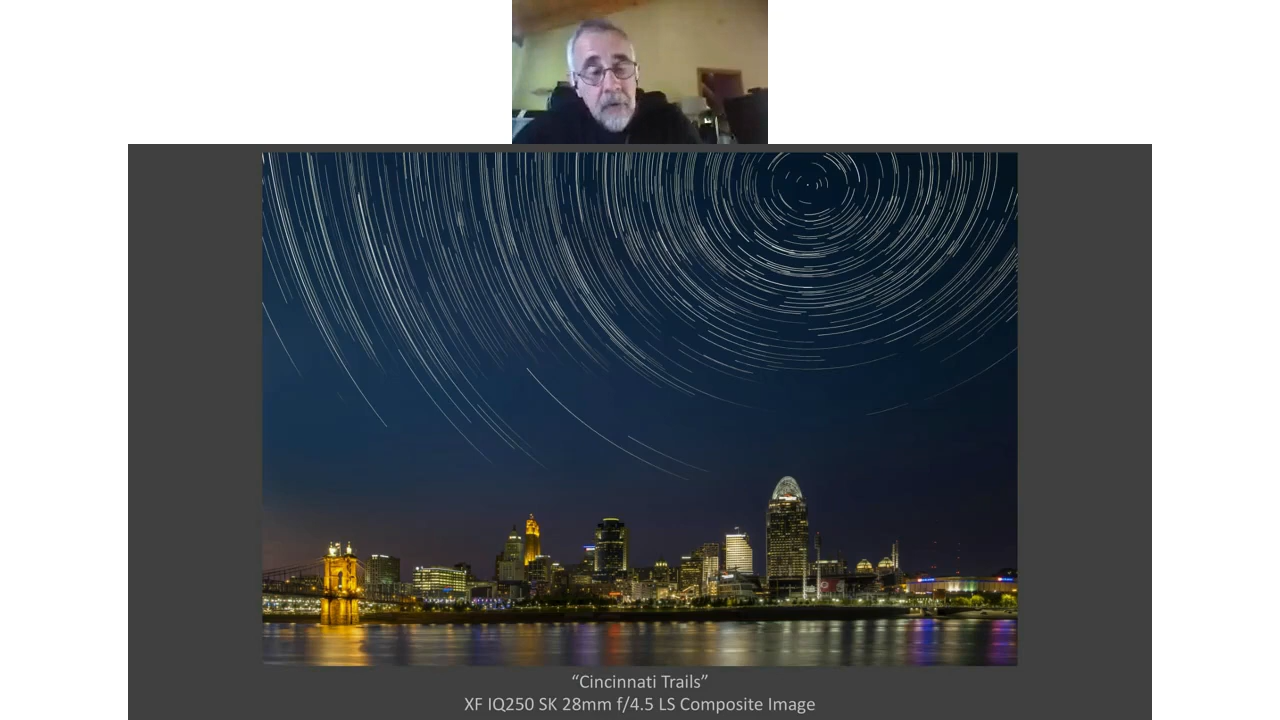 “Cincinnati Trails”
XF IQ250 SK 28mm f/4.5 LS Composite Image